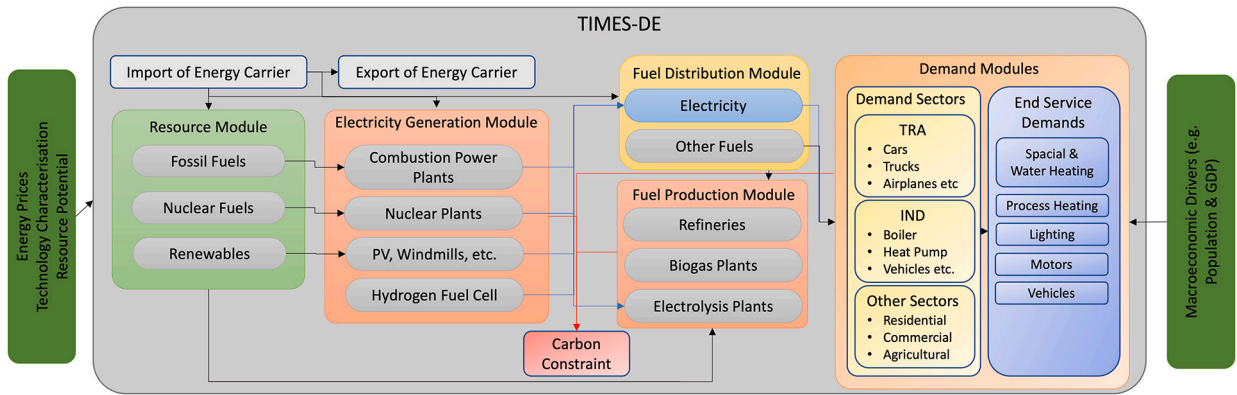 TIMES-DE
Energy Prices
Technology Characterisation
Resource Potential
Import of Energy Carrier
Export of Energy Carrier
Resource Module
Fossil Fuels
Nuclear Fuels
Renewables
Electricity Generation Module
Combustion Power
Plants
Nuclear Plants
PV, Windmills, etc.
Hydrogen Fuel Cell
Carbon
Constraint
Fuel Distribution Module
Electricity
Other Fuels
Fuel Production Module
Refineries
Biogas Plants
Electrolysis Plants
Demand Modules
Demand Sectors
TRA
• Cars
• Trucks
• Airplanes etc
IND
• Boiler
• Heat Pump
• Vehicles etc.
Other Sectors
• Residential
• Commercial
• Agricultural
End Service
Demands
Spacial &
Water Heating
Process Heating
Lighting
Motors
Vehicles
Macroeconomic Drivers (e.g.
Population & GDP)